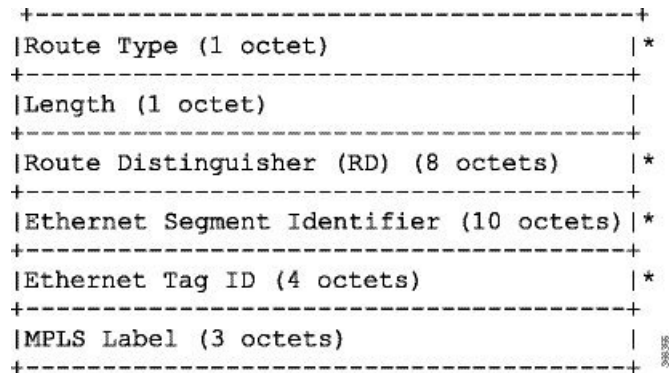 +---------------------------------------+
|Route Type (1 octet)                   |*
+---------------------------------------+
|Length (1 octet)                       |
+---------------------------------------+
|Route Distinguisher (RD) (8 octets)    |*
+---------------------------------------+
|Ethernet Segment Identifier (10 octets)|*
+---------------------------------------+
|Ethernet Tag ID (4 octets)             |*
+---------------------------------------+
|MPLS Label (3 octets)                  |
+---------------------------------------+